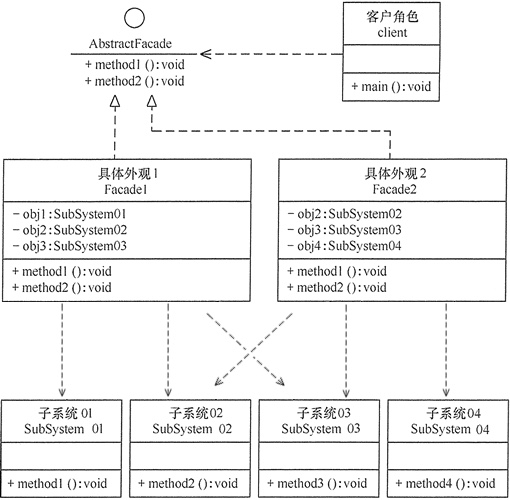 客户角色
client
+ main ():void
AbstractFacade
+ method1 ():void
+ method2 ():void
具体外观1
Facade1
- obj1:SubSystem01
- obj2:SubSystem02
- obj3:SubSystem03
+ method1 ():void
+ method2 ():void
具体外观2
Facade2
- obj2:SubSystem02
- obj3:SubSystem03
- obj4:SubSystem04
+ method1 ():void
+ method2 ():void
子系统01
SubSystem 01
+ method1 ():void
子系统02
SubSystem 02
+ method2 ():void
子系统03
SubSystem 03
+ method3 ():void
子系统04
SubSystem 04
+ method4 ():void